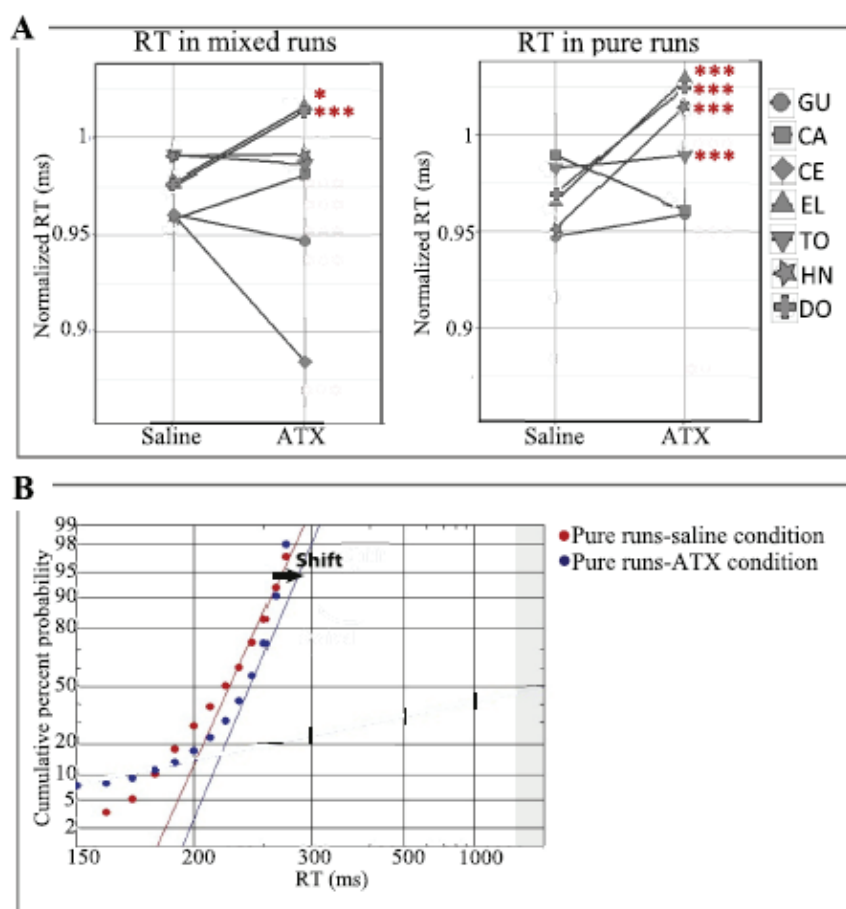 A
RT in mixed runs
RT in pure runs
Normalized RT (ms)
1
0.95
0.9
Saline
ATX
*
***
Normalized RT (ms)
1
0.95
0.9
Saline
ATX
***
***
***
***
GU
CA
CE
EL
TO
HN
DO
B
Cumulative percent probability
99
98
95
90
80
50
20
10
5
2
150
200
300
500
1000
RT (ms)
Shift
Pure runs-saline condition
Pure runs-ATX condition